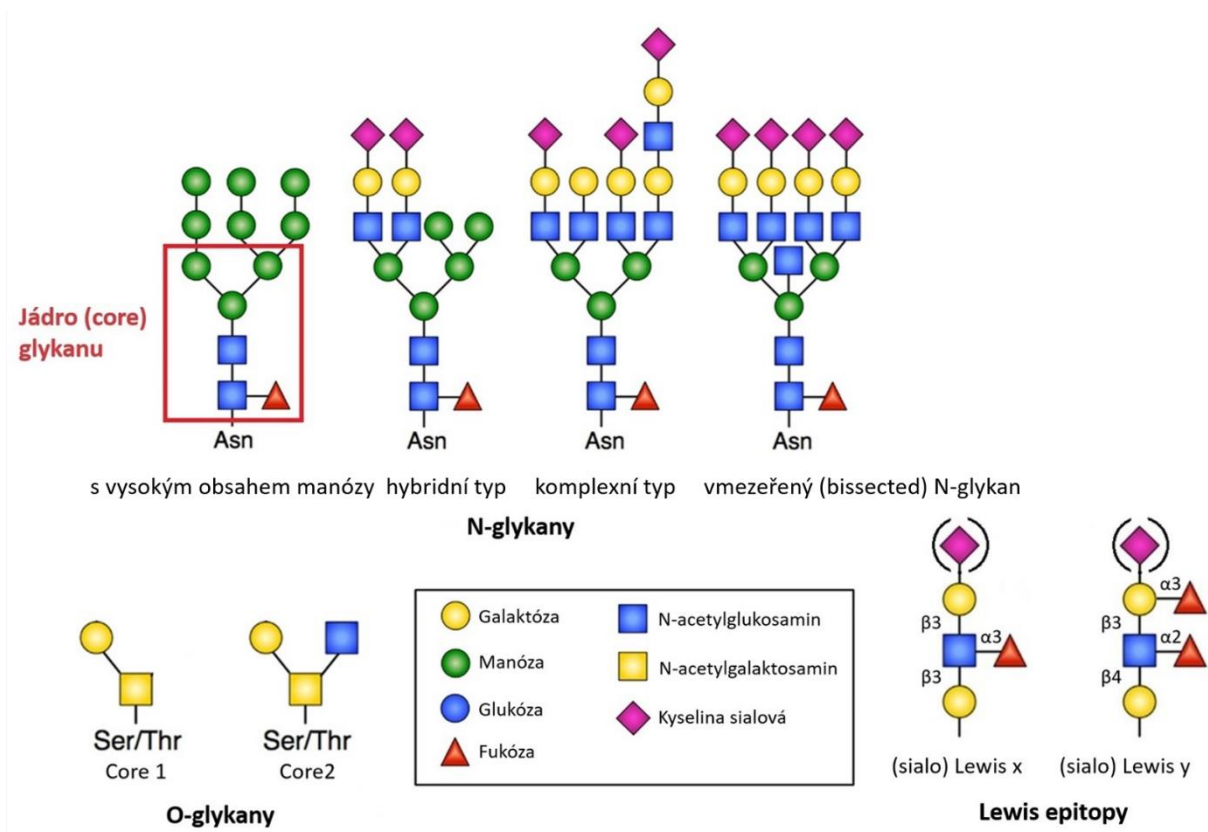 Jádro (core)
glykanu
Asn
Asn
Asn
Asn
s vysokým obsahem manózy
hybridní typ
komplexní typ
vmezeřený (bissected) N-glykan
N-glykany
Ser/Thr
Core 1
Ser/Thr
Core2
O-glykany
Galaktóza
Manóza
Glukóza
Fukóza
N-acetylglukosamin
N-acetylgalaktosamin
Kyselina sialová
β3
α3
β3
(sialo) Lewis x
α3
β3
α2
β4
(sialo) Lewis y
Lewis epitopy